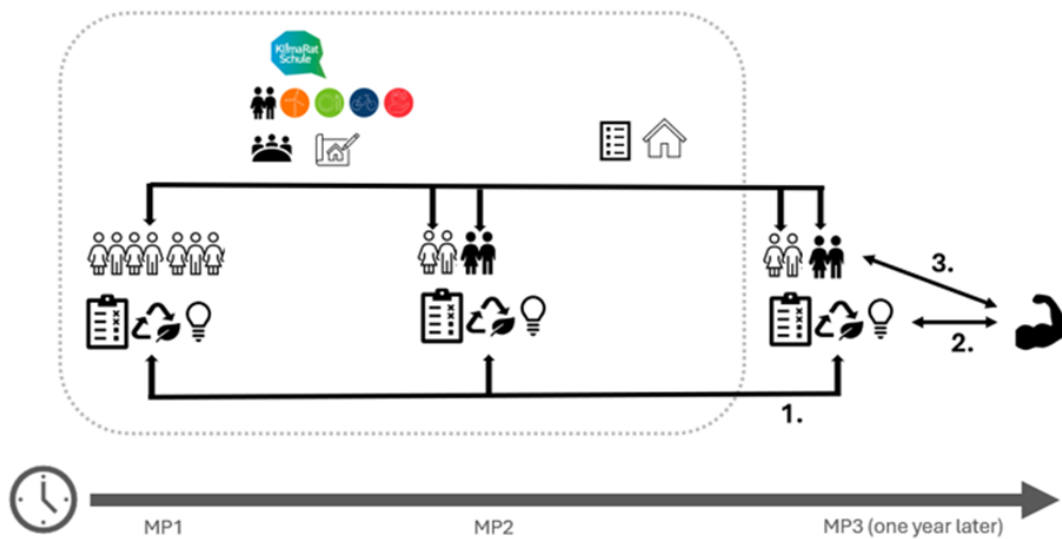 KlimaRat
Schule
3.
2.
1.
MP1
MP2
MP3 (one year later)